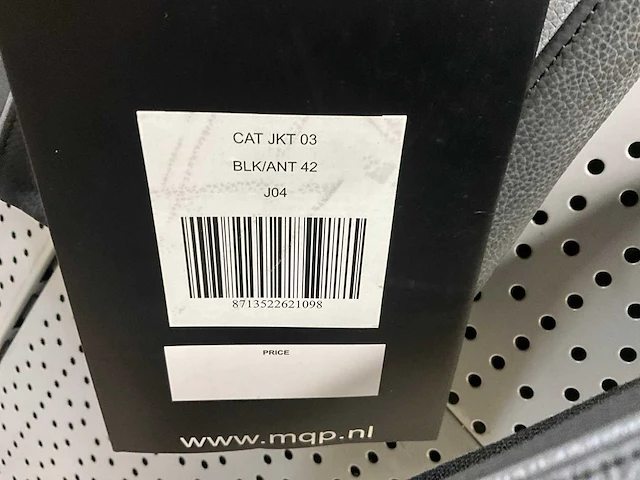 CAT JKT 03
BLK/ANT 42
J04
8713522621098
PRICE
www.mqp.nl